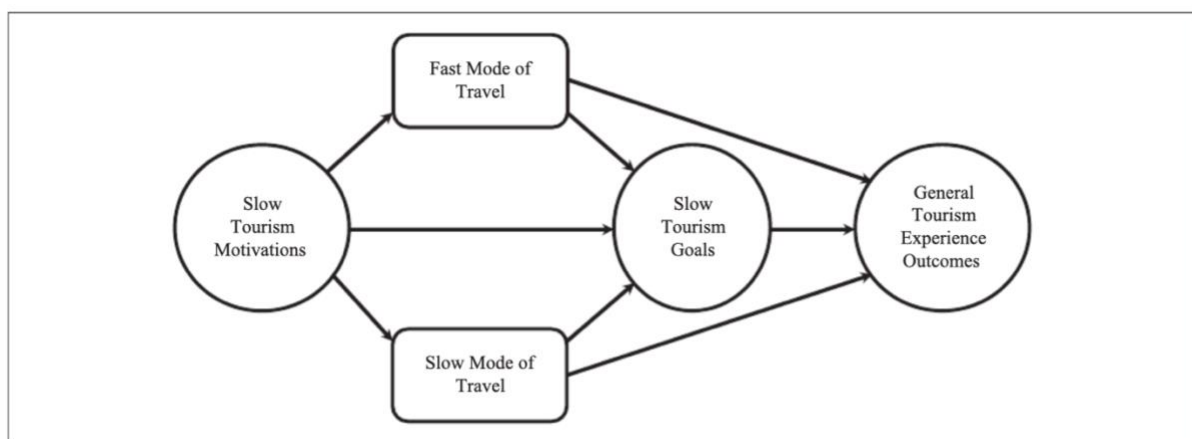 Fast Mode of
Travel
Slow
Tourism
Motivations
Slow
Tourism
Goals
General
Tourism
Experience
Outcomes
Slow Mode of
Travel